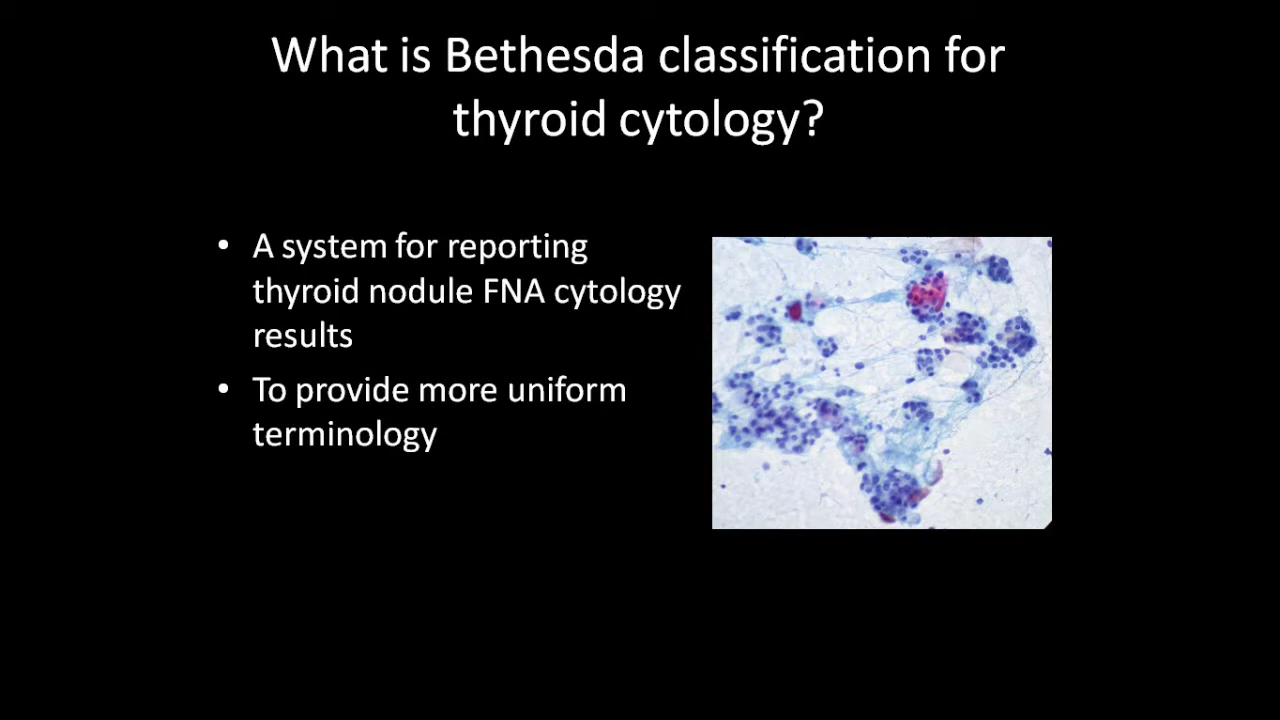 What is Bethesda classification for
thyroid cytology?
• A system for reporting
thyroid nodule FNA cytology
results
• To provide more uniform
terminology